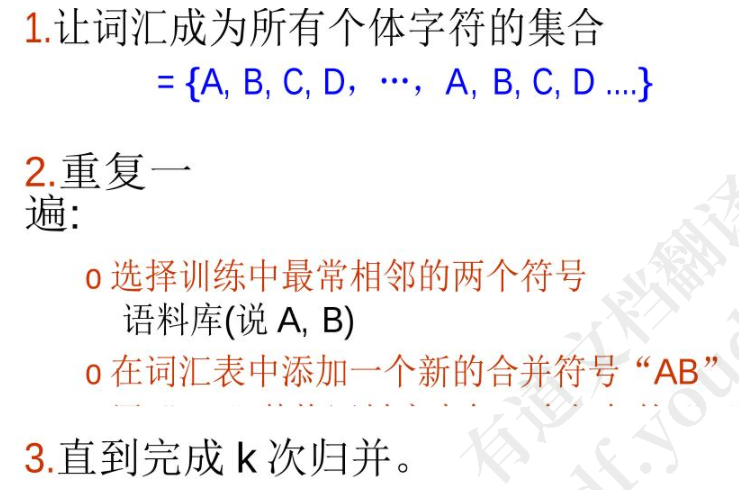 1.让词汇成为所有个体字符的集合
= {A, B, C, D，…，A, B, C, D ....}
2.重复一
遍:
o 选择训练中最常相邻的两个符号
语料库(说 A, B)
o 在词汇表中添加一个新的合并符号“AB”
3.直到完成 k 次归并。
有道文档翻译